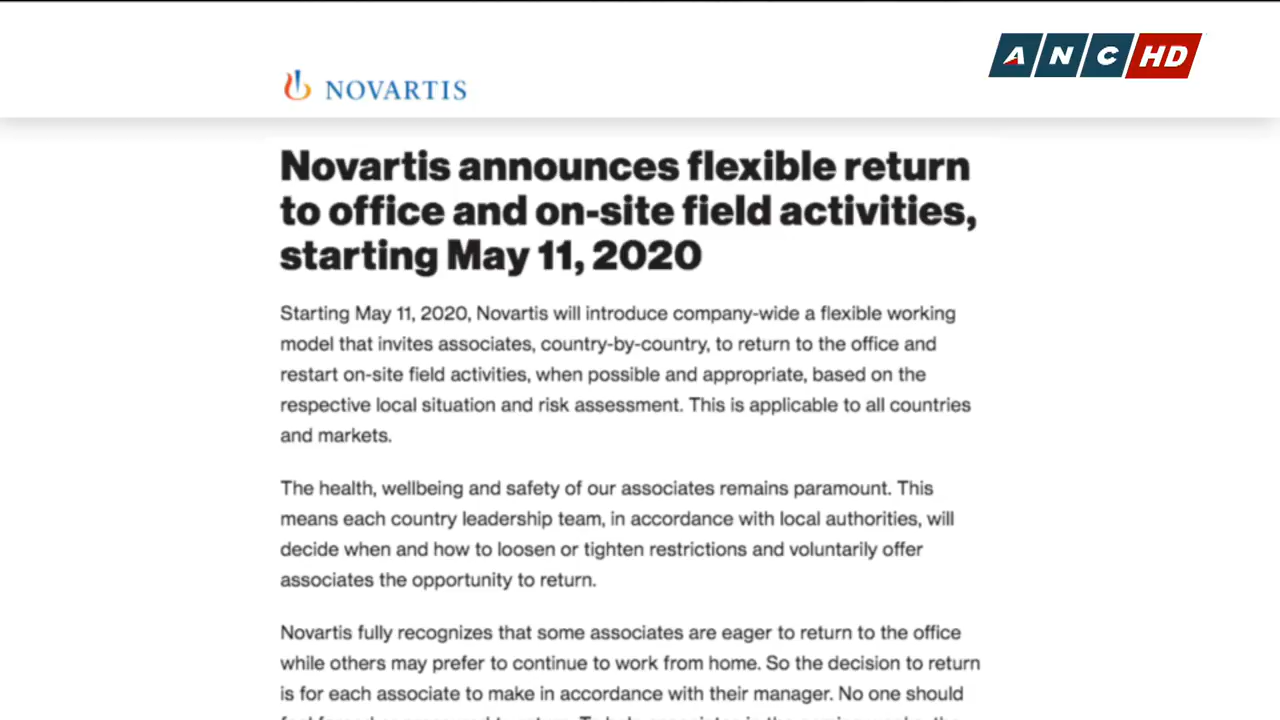 ANC HD
NOVARTIS
Novartis announces flexible return
to office and on-site field activities,
starting May 11, 2020
Starting May 11, 2020, Novartis will introduce company-wide a flexible working
model that invites associates, country-by-country, to return to the office and
restart on-site field activities, when possible and appropriate, based on the
respective local situation and risk assessment. This is applicable to all countries
and markets.
The health, wellbeing and safety of our associates remains paramount. This
means each country leadership team, in accordance with local authorities, will
decide when and how to loosen or tighten restrictions and voluntarily offer
associates the opportunity to return.
Novartis fully recognizes that some associates are eager to return to the office
while others may prefer to continue to work from home. So the decision to return
is for each associate to make in accordance with their manager. No one should